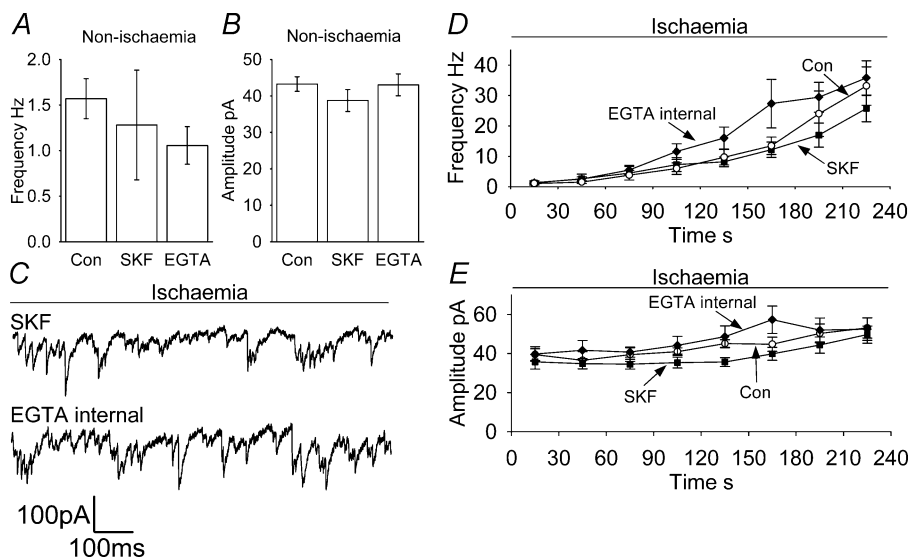 A
Non-ischaemia
Frequency Hz
2.0
1.5
1.0
0.5
0.0
Con SKF EGTA
B
Non-ischaemia
Amplitude pA
50
40
30
20
10
0
Con SKF EGTA
C
Ischaemia
SKF
EGTA internal
100pA
100ms
D
Ischaemia
Frequency Hz
40
30
20
10
0
Con
EGTA internal
SKF
0 30 60 90 120 150 180 210 240
Time s
E
Ischaemia
Amplitude pA
60
40
20
0
EGTA internal
SKF
Con
0 30 60 90 120 150 180 210 240
Time s